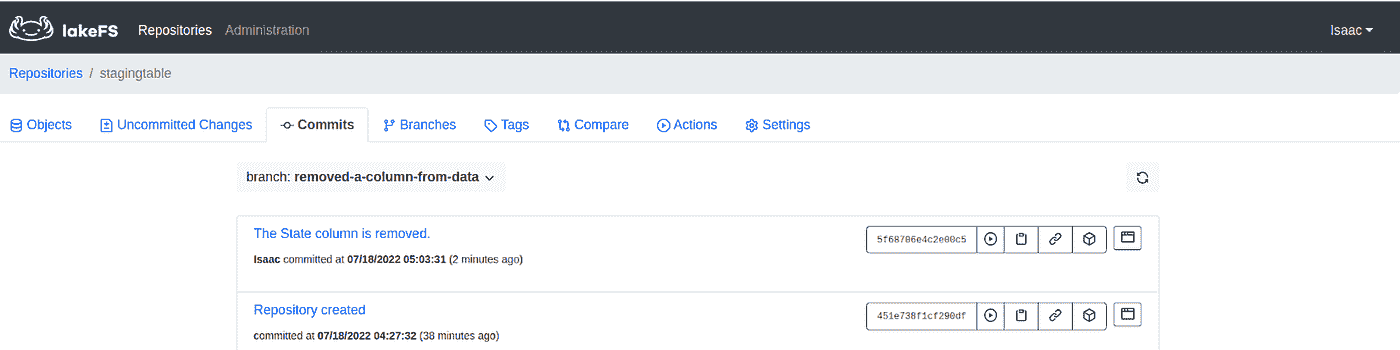 lakeFS Repositories Administration Isaac
Repositories / stagingtable
Objects Uncommitted Changes Commits Branches Tags Compare Actions Settings
branch: removed-a-column-from-data
The State column is removed. 5f68706e4c2e00c5
Isaac committed at 07/18/2022 05:03:31 (2 minutes ago)
Repository created 451e738f1cf290df
committed at 07/18/2022 04:27:32 (38 minutes ago)